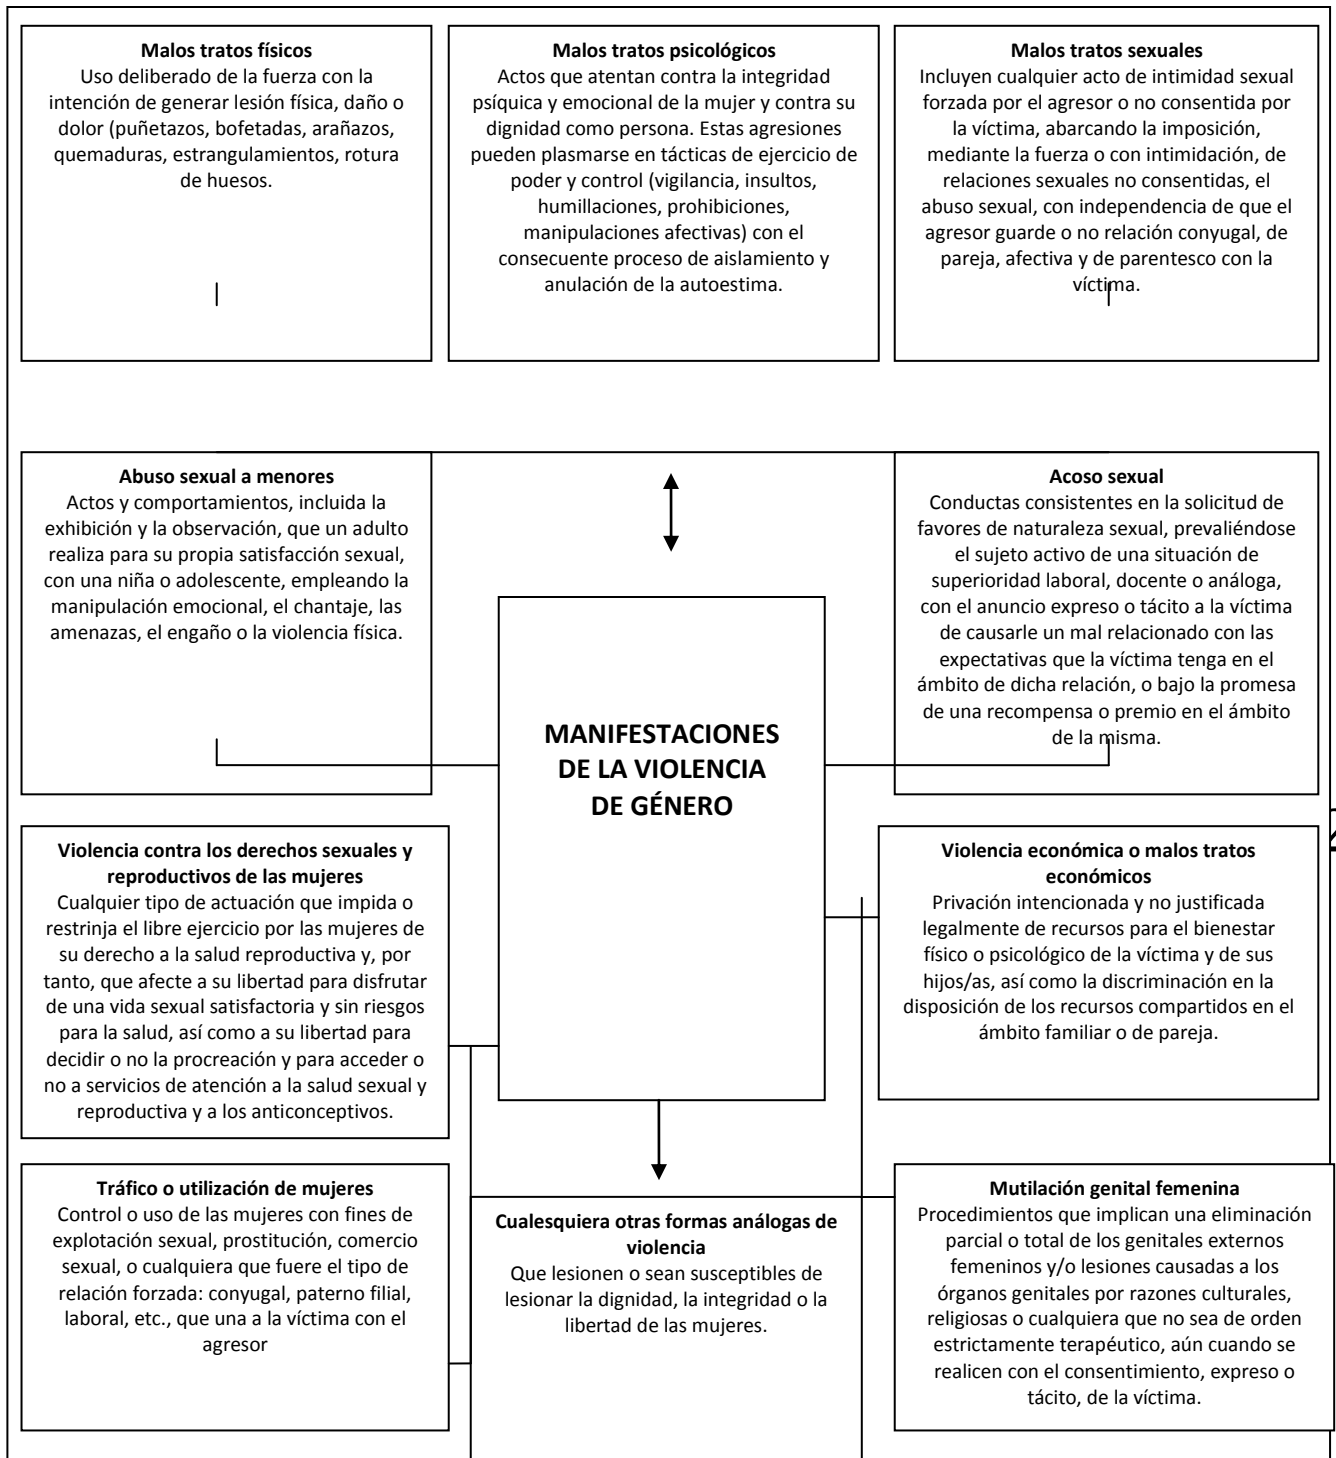 Malos tratos físicos
Uso deliberado de la fuerza con la
intención de generar lesión física, daño o
dolor (puñetazos, bofetadas, arañazos,
quemaduras, estrangulamientos, rotura
de huesos.
Malos tratos psicológicos
Actos que atentan contra la integridad
psíquica y emocional de la mujer y contra su
dignidad como persona. Estas agresiones
pueden plasmarse en tácticas de ejercicio de
poder y control (vigilancia, insultos,
humillaciones, prohibiciones,
manipulaciones afectivas) con el
consecuente proceso de aislamiento y
anulación de la autoestima.
Malos tratos sexuales
Incluyen cualquier acto de intimidad sexual
forzada por el agresor o no consentida por
la víctima, abarcando la imposición,
mediante la fuerza o con intimidación, de
relaciones sexuales no consentidas, el
abuso sexual, con independencia de que el
agresor guarde o no relación conyugal, de
pareja, afectiva y de parentesco con la
víctima.
Abuso sexual a menores
Actos y comportamientos, incluida la
exhibición y la observación, que un adulto
realiza para su propia satisfacción sexual,
con una niña o adolescente, empleando la
manipulación emocional, el chantaje, las
amenazas, el engaño o la violencia física.
Acoso sexual
Conductas consistentes en la solicitud de
favores de naturaleza sexual, prevaliéndose
el sujeto activo de una situación de
superioridad laboral, docente o análoga,
con el anuncio expreso o tácito a la víctima
de causarle un mal relacionado con las
expectativas que la víctima tenga en el
ámbito de dicha relación, o bajo la promesa
de una recompensa o premio en el ámbito
de la misma.
MANIFESTACIONES
DE LA VIOLENCIA
DE GÉNERO
Violencia contra los derechos sexuales y
reproductivos de las mujeres
Cualquier tipo de actuación que impida o
restrinja el libre ejercicio por las mujeres de
su derecho a la salud reproductiva y, por
tanto, que afecte a su libertad para disfrutar
de una vida sexual satisfactoria y sin riesgos
para la salud, así como a su libertad para
decidir o no la procreación y para acceder o
no a servicios de atención a la salud sexual y
reproductiva y a los anticonceptivos.
Violencia económica o malos tratos
económicos
Privación intencionada y no justificada
legalmente de recursos para el bienestar
físico o psicológico de la víctima y de sus
hijos/as, así como la discriminación en la
disposición de los recursos compartidos en el
ámbito familiar o de pareja.
Tráfico o utilización de mujeres
Control o uso de las mujeres con fines de
explotación sexual, prostitución, comercio
sexual, o cualquiera que fuere el tipo de
relación forzada: conyugal, paterno filial,
laboral, etc., que una a la víctima con el
agresor
Cualesquiera otras formas análogas de
violencia
Que lesionen o sean susceptibles de
lesionar la dignidad, la integridad o la
libertad de las mujeres.
Mutilación genital femenina
Procedimientos que implican una eliminación
parcial o total de los genitales externos
femeninos y/o lesiones causadas a los
órganos genitales por razones culturales,
religiosas o cualquiera que no sea de orden
estrictamente terapéutico, aún cuando se
realicen con el consentimiento, expreso o
tácito, de la víctima.